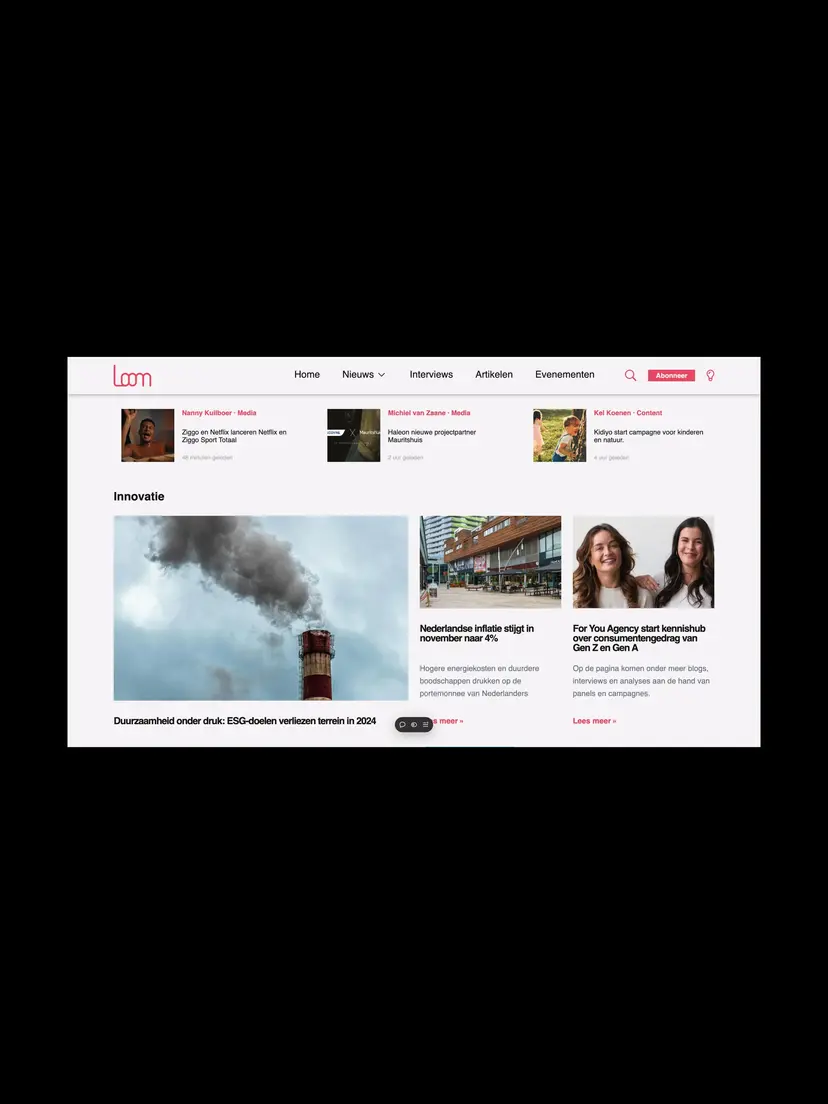 Loom
Home
Nieuws
Interviews
Artikelen
Evenementen
Abonneer
Nanny Kuilboer · Media
Ziggo en Netflix lanceren Netflix en
Ziggo Sport Totaal
46 minuten geleden
Michiel van Zaane · Media
Haleon nieuwe projectpartner
Mauritshuis
2 uur geleden
Kel Koenen · Content
Kidiyo start campagne voor kinderen
en natuur.
4 uur geleden
Innovatie
Duurzaamheid onder druk: ESG-doelen verliezen terrein in 2024
Nederlandse inflatie stijgt in
november naar 4%
Hogere energiekosten en duurdere
boodschappen drukken op de
portemonnee van Nederlanders
meer »
For You Agency start kennishub
over consumentengedrag van
Gen Z en Gen A
Op de pagina komen onder meer blogs,
interviews en analyses aan de hand van
panels en campagnes.
Lees meer »